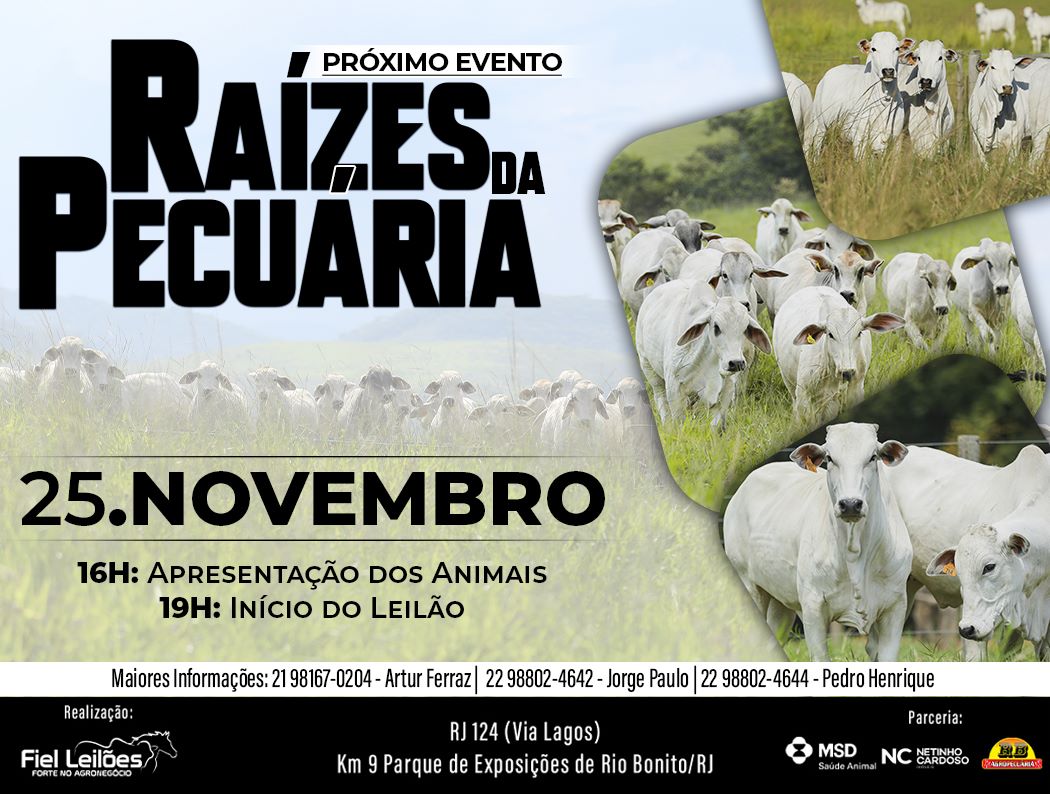 PRÓXIMO EVENTO
RAÍZES DA
PECUÁRIA
25.NOVEMBRO
16H: APRESENTAÇÃO DOS ANIMAIS
19H: INÍCIO DO LEILÃO
Maiores Informações: 21 98167-0204 - Artur Ferraz | 22 98802-4642 - Jorge Paulo | 22 98802-4644 - Pedro Henrique
Realização:
Fiel Leilões
FORTE NO AGRONEGÓCIO
RJ 124 (Via Lagos)
Km 9 Parque de Exposições de Rio Bonito/RJ
Parceria:
MSD
Saúde Animal
NC NETINHO
CARDOSO
RB
AGROPECUÁRIA